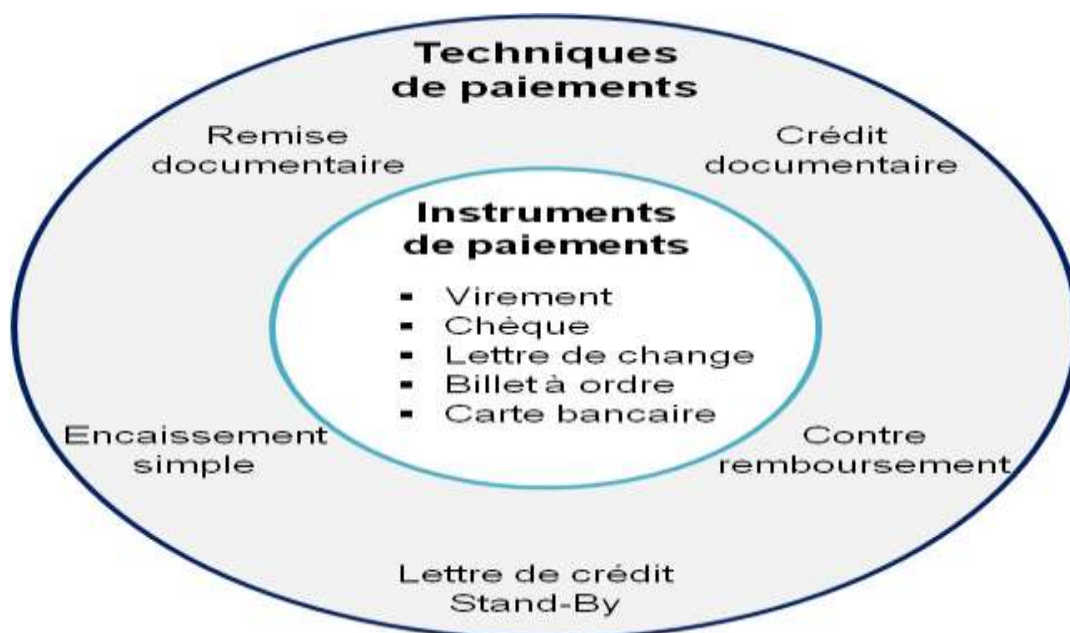 Techniques
de paiements
Remise
documentaire
Crédit
documentaire
Instruments
de paiements
▪ Virement
▪ Chèque
▪ Lettre de change
▪ Billet à ordre
▪ Carte bancaire
Encaissement
simple
Contre
remboursement
Lettre de crédit
Stand-By